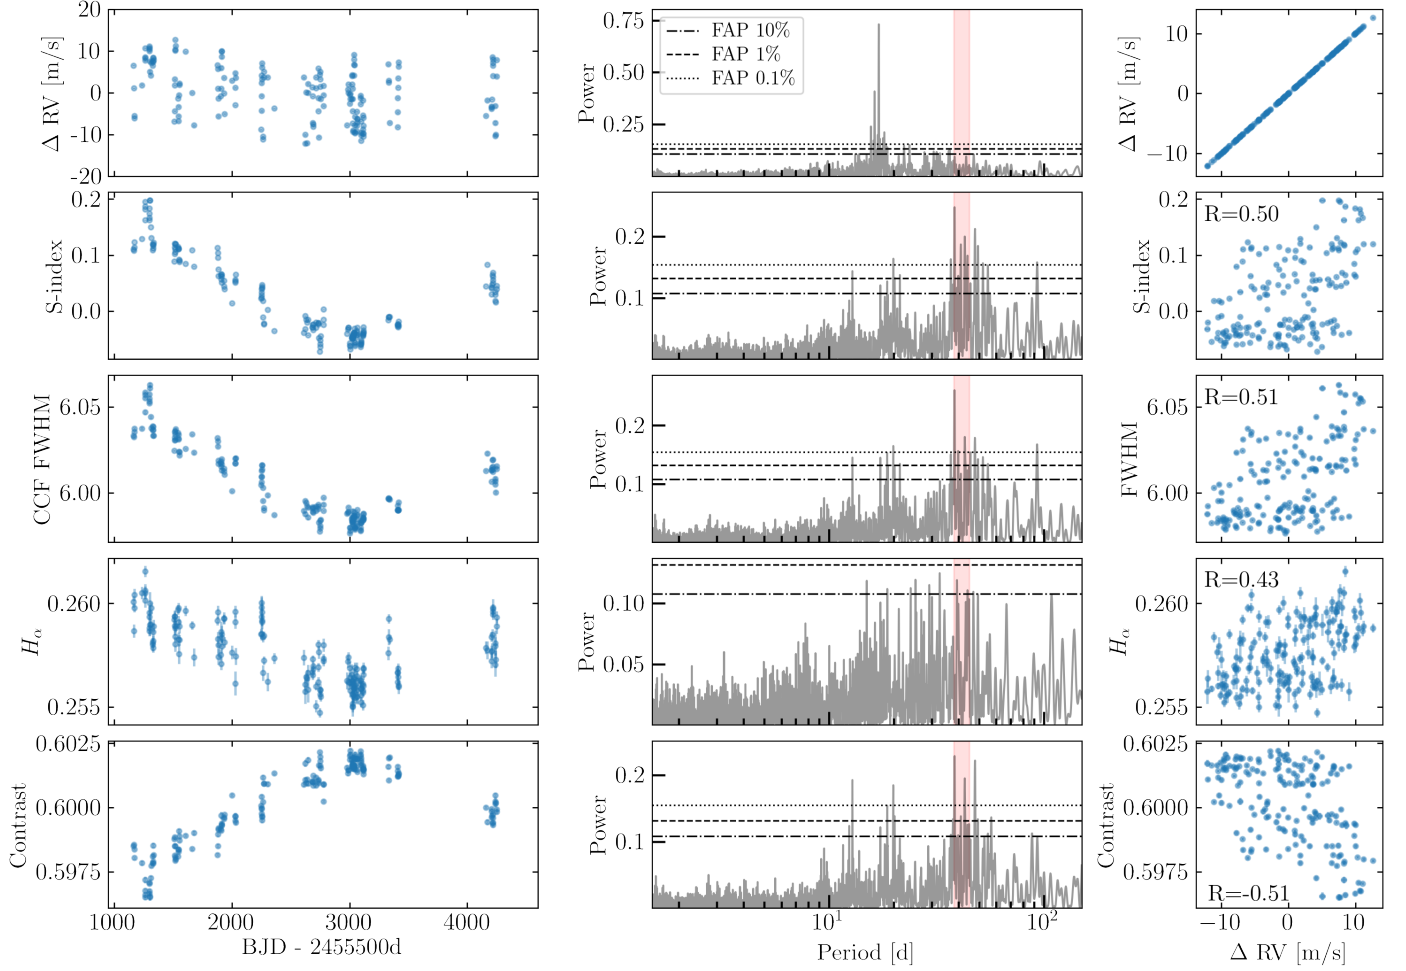 20
10
0
-10
-20
Δ RV [m/s]
0.75
0.50
0.25
Power
FAP 10%
FAP 1%
FAP 0.1%
10
0
−10
Δ RV [m/s]
0.2
0.1
0.0
S-index
0.2
0.1
Power
0.2
0.1
0.0
S-index
R=0.50
6.05
6.00
CCF FWHM
0.2
0.1
Power
6.05
6.00
FWHM
R=0.51
0.260
0.255
Hα
0.10
0.05
Power
0.260
0.255
Hα
R=0.43
0.6025
0.6000
0.5975
Contrast
1000 2000 3000 4000
BJD - 2455500d
0.2
0.1
Power
10^1 10^2
Period [d]
0.6025
0.6000
0.5975
Contrast
R=-0.51
−10 0 10
Δ RV [m/s]